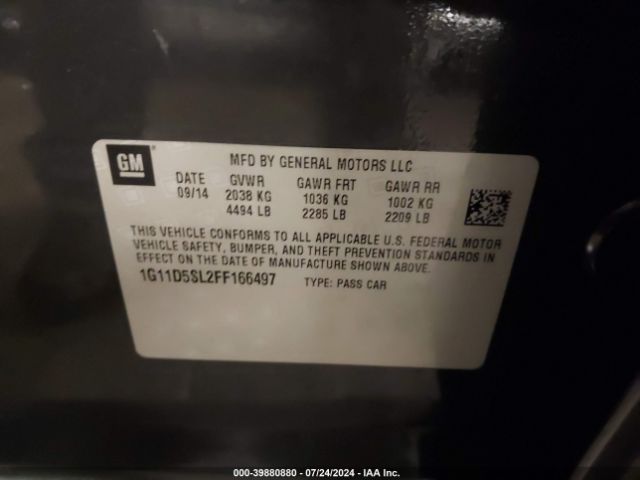 GM
MFD BY GENERAL MOTORS LLC
DATE GVWR GAWR FRT GAWR RR
09/14 2038 KG 1036 KG 1002 KG
4494 LB 2285 LB 2209 LB
THIS VEHICLE CONFORMS TO ALL APPLICABLE U.S. FEDERAL MOTOR
VEHICLE SAFETY, BUMPER, AND THEFT PREVENTION STANDARDS IN
EFFECT ON THE DATE OF MANUFACTURE SHOWN ABOVE.
1G11D5SL2FF166497 TYPE: PASS CAR
000-39880880 - 07/24/2024 - IAA Inc.